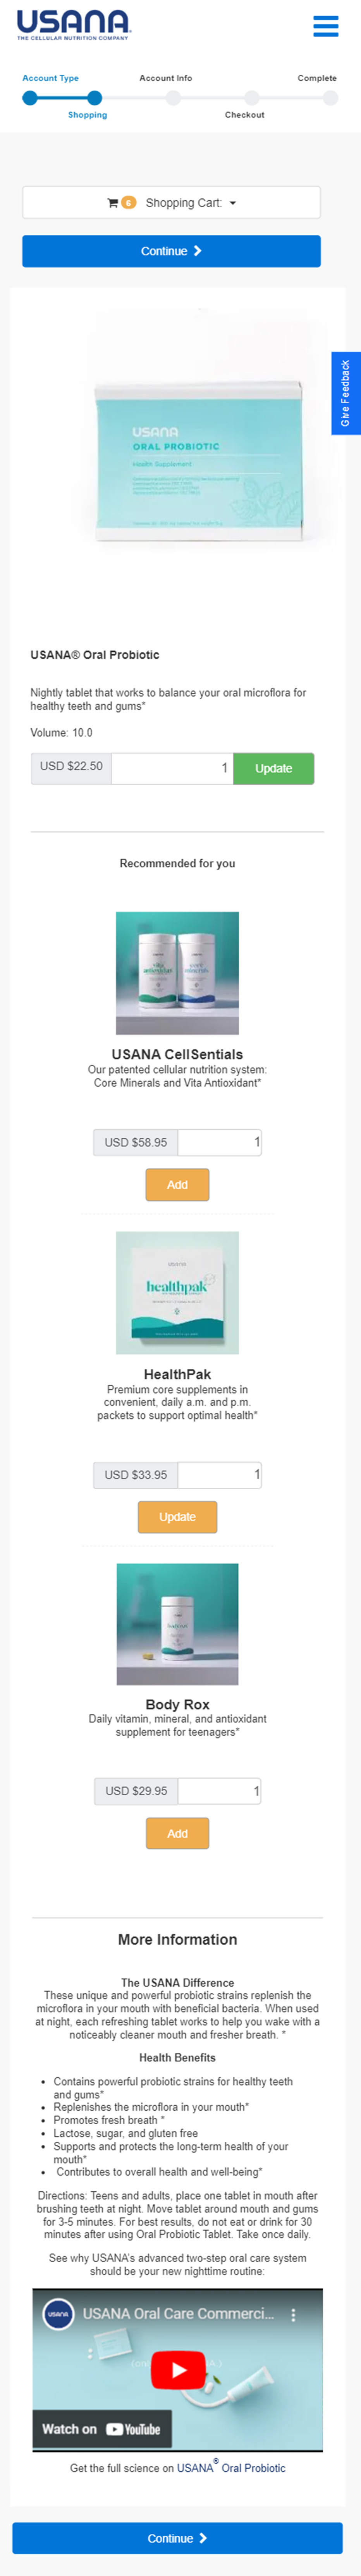 USANA
THE CELLULAR NUTRITION COMPANY
Account Type
Account Info
Complete
Shopping
Checkout
6 Shopping Cart:
Continue
Give Feedback
USANA
ORAL PROBIOTIC
Health Supplement
USANA® Oral Probiotic
Nightly tablet that works to balance your oral microflora for
healthy teeth and gums*
Volume: 10.0
USD $22.50 1 Update
Recommended for you
USANA CellSentials
Our patented cellular nutrition system:
Core Minerals and Vita Antioxidant*
USD $58.95 1
Add
USANA
healthpak
HealthPak
Premium core supplements in
convenient, daily a.m. and p.m.
packets to support optimal health*
USD $33.95 1
Update
Body Rox
Daily vitamin, mineral, and antioxidant
supplement for teenagers*
USD $29.95 1
Add
More Information
The USANA Difference
These unique and powerful probiotic strains replenish the
microflora in your mouth with beneficial bacteria. When used
at night, each refreshing tablet works to help you wake with a
noticeably cleaner mouth and fresher breath. *
Health Benefits
• Contains powerful probiotic strains for healthy teeth
and gums*
• Replenishes the microflora in your mouth*
• Promotes fresh breath *
• Lactose, sugar, and gluten free
• Supports and protects the long-term health of your
mouth*
• Contributes to overall health and well-being*
Directions: Teens and adults, place one tablet in mouth after
brushing teeth at night. Move tablet around mouth and gums
for 3-5 minutes. For best results, do not eat or drink for 30
minutes after using Oral Probiotic Tablet. Take once daily.
See why USANA's advanced two-step oral care system
should be your new nighttime routine:
USANA
USANA Oral Care Commerci...
Watch on YouTube
Get the full science on USANA® Oral Probiotic
Continue